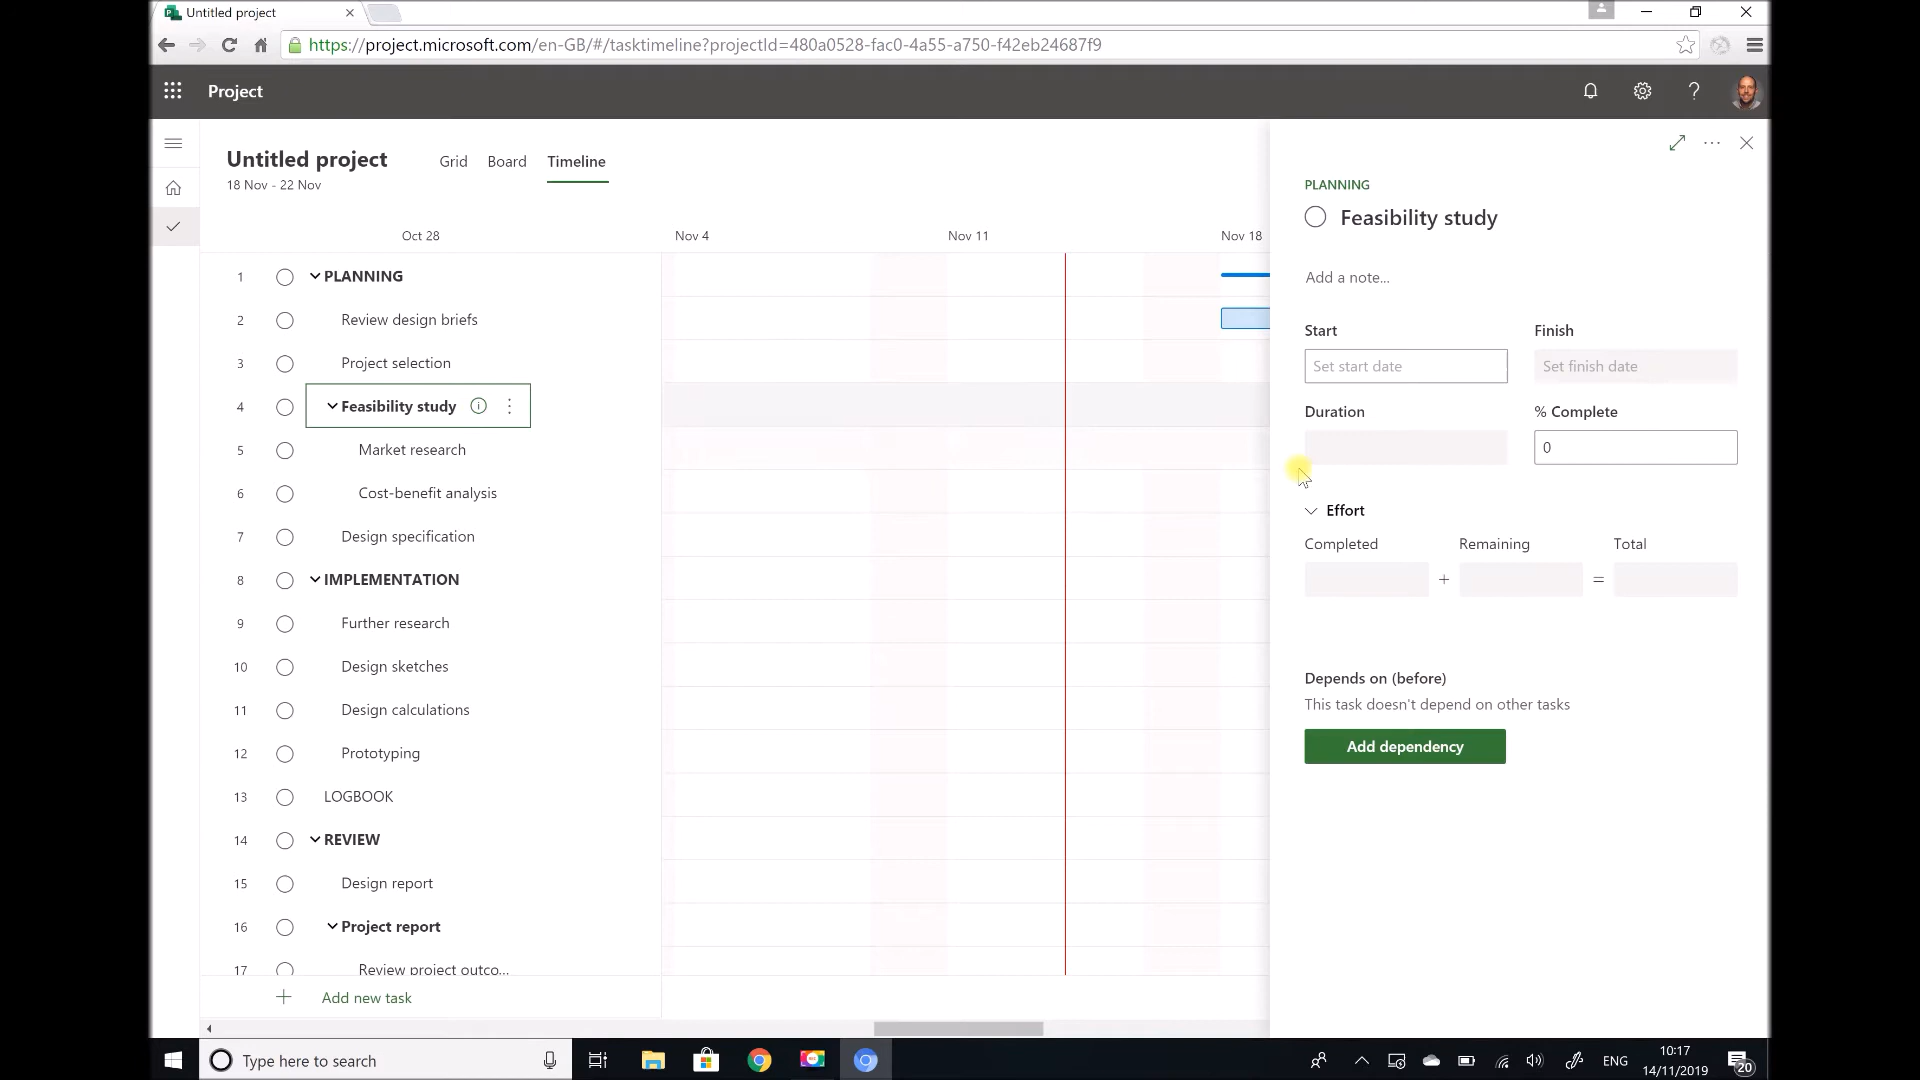 Untitled project
https://project.microsoft.com/en-GB/#/tasktimeline?projectId=480a0528-fac0-4a55-a750-f42eb24687f9
Project
Untitled project
Grid
Board
Timeline
18 Nov - 22 Nov
Oct 28
Nov 4
Nov 11
Nov 18
1 PLANNING
2 Review design briefs
3 Project selection
4 Feasibility study
5 Market research
6 Cost-benefit analysis
7 Design specification
8 IMPLEMENTATION
9 Further research
10 Design sketches
11 Design calculations
12 Prototyping
13 LOGBOOK
14 REVIEW
15 Design report
16 Project report
17 Review project outco...
Add new task
PLANNING
Feasibility study
Add a note...
Start
Finish
Set start date
Set finish date
Duration
% Complete
0
Effort
Completed
Remaining
Total
+
=
Depends on (before)
This task doesn't depend on other tasks
Add dependency
Type here to search
ENG
10:17
14/11/2019
20